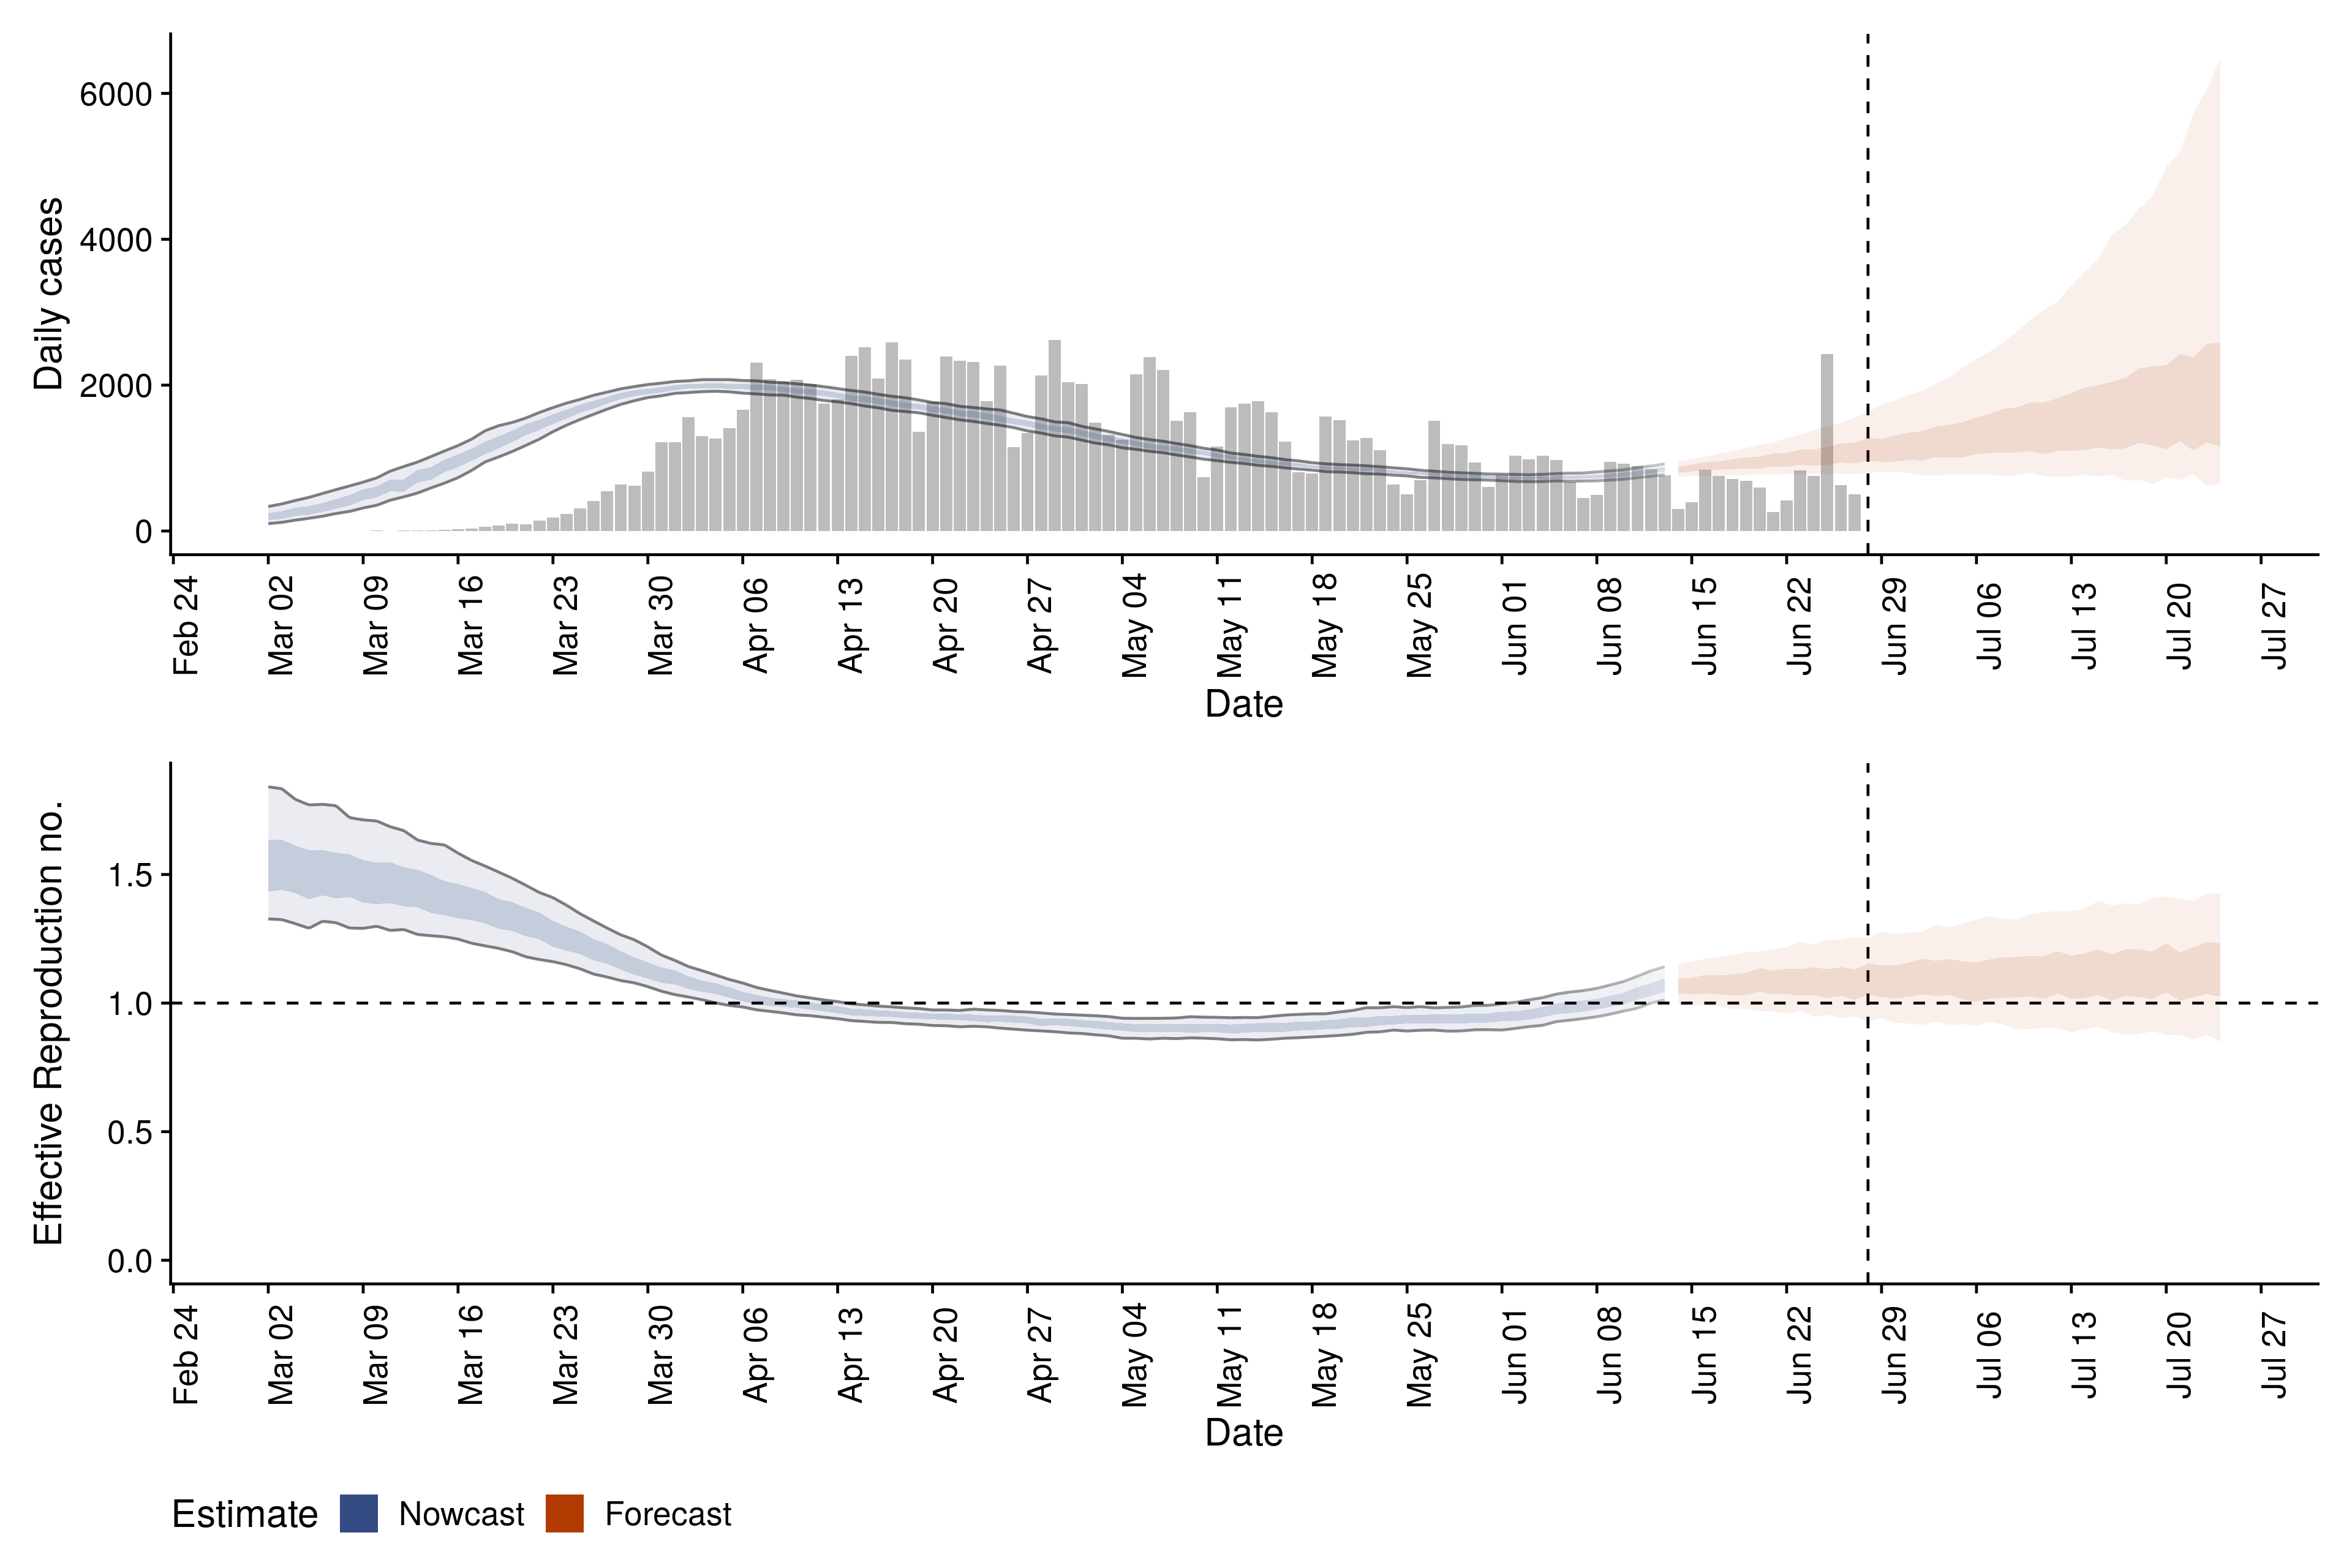 Daily cases
6000
4000
2000
0
Feb 24 Mar 02 Mar 09 Mar 16 Mar 23 Mar 30 Apr 06 Apr 13 Apr 20 Apr 27 May 04 May 11 May 18 May 25 Jun 01 Jun 08 Jun 15 Jun 22 Jun 29 Jul 06 Jul 13 Jul 20 Jul 27
Date
Effective Reproduction no.
1.5
1.0
0.5
0.0
Feb 24 Mar 02 Mar 09 Mar 16 Mar 23 Mar 30 Apr 06 Apr 13 Apr 20 Apr 27 May 04 May 11 May 18 May 25 Jun 01 Jun 08 Jun 15 Jun 22 Jun 29 Jul 06 Jul 13 Jul 20 Jul 27
Date
Estimate Nowcast Forecast